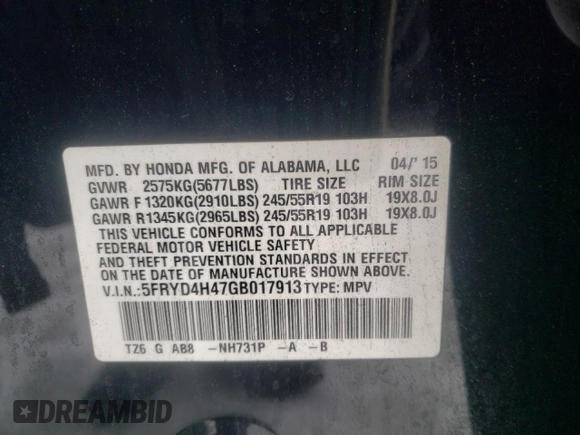 MFD. BY HONDA MFG. OF ALABAMA, LLC 04/'15
GVWR 2575KG(5677LBS) TIRE SIZE RIM SIZE
GAWR F 1320KG(2910LBS) 245/55R19 103H 19X8.0J
GAWR R1345KG(2965LBS) 245/55R19 103H 19X8.0J
THIS VEHICLE CONFORMS TO ALL APPLICABLE
FEDERAL MOTOR VEHICLE SAFETY
AND THEFT PREVENTION STANDARDS IN EFFECT
ON THE DATE OF MANUFACTURE SHOWN ABOVE.
V.I.N.:5FRYD4H47GB017913 TYPE: MPV
TZ6 G AB8 -NH731P -A -B
DREAMBID